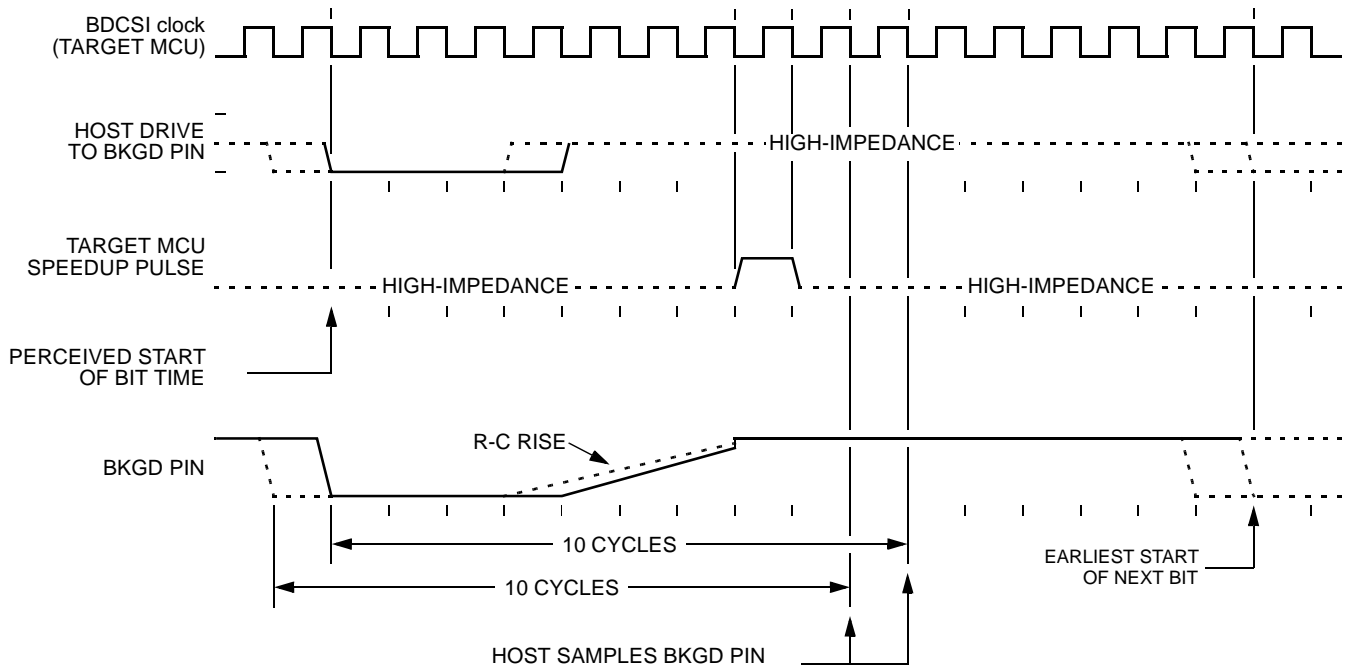 BDCSI clock
(TARGET MCU)
HOST DRIVE
TO BKGD PIN
HIGH-IMPEDANCE
TARGET MCU
SPEEDUP PULSE
HIGH-IMPEDANCE
HIGH-IMPEDANCE
PERCEIVED START
OF BIT TIME
R-C RISE
BKGD PIN
10 CYCLES
10 CYCLES
EARLIEST START
OF NEXT BIT
HOST SAMPLES BKGD PIN